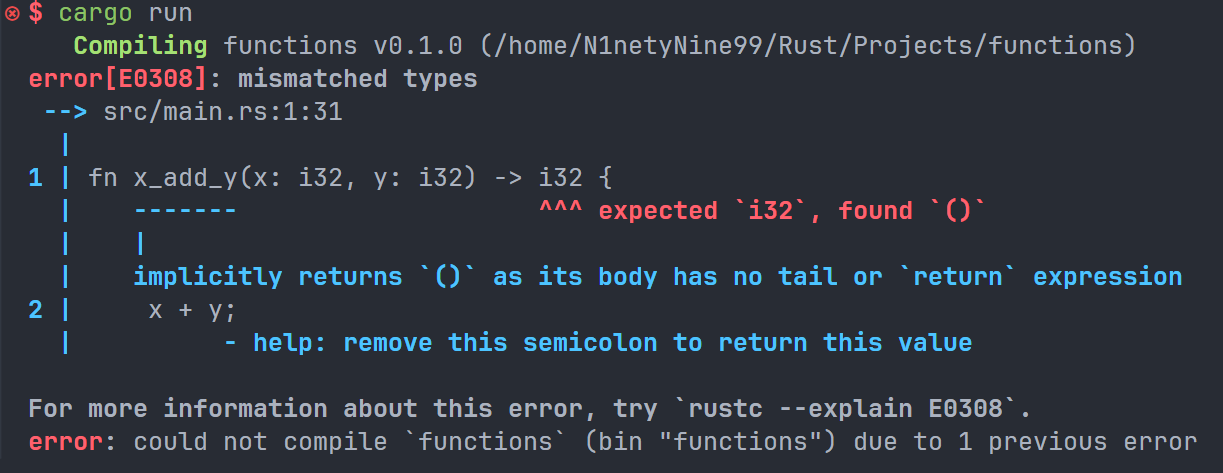 $ cargo run
Compiling functions v0.1.0 (/home/N1netyNine99/Rust/Projects/functions)
error[E0308]: mismatched types
--> src/main.rs:1:31
|
1 | fn x_add_y(x: i32, y: i32) -> i32 {
|    -------                    ^^^ expected `i32`, found `()`
|    |
|    implicitly returns `()` as its body has no tail or `return` expression
2 |     x + y;
|          - help: remove this semicolon to return this value
For more information about this error, try `rustc --explain E0308`.
error: could not compile `functions` (bin "functions") due to 1 previous error